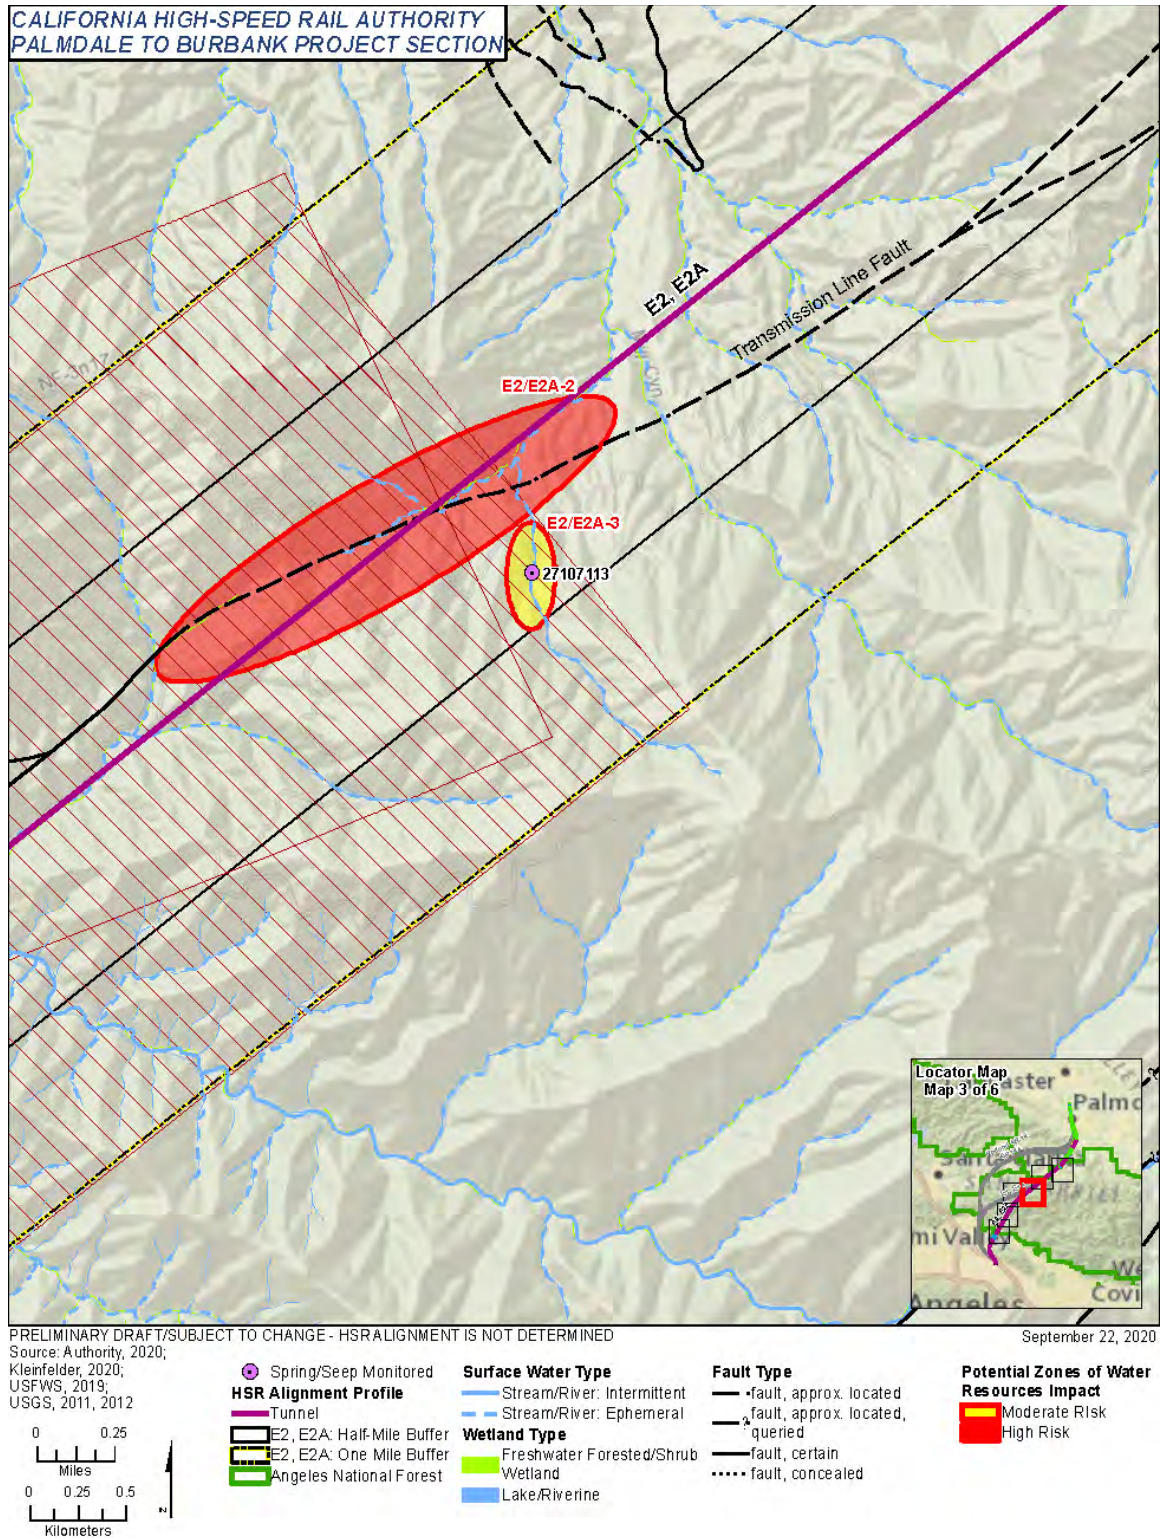 CALIFORNIA HIGH-SPEED RAIL AUTHORITY
PALMDALE TO BURBANK PROJECT SECTION
E2, E2A
Transmission Line Fault
NF-3n17
E2/E2A-2
E2/E2A-3
27107113
Locator Map
Map 3 of 6
Palmd
Angeles
Covi
PRELIMINARY DRAFT/SUBJECT TO CHANGE - HSR ALIGNMENT IS NOT DETERMINED
September 22, 2020
Source: Authority, 2020;
Kleinfelder, 2020;
USFWS, 2019;
USGS, 2011, 2012
0 0.25
Miles
0 0.25 0.5
Kilometers
Z
Spring/Seep Monitored
HSR Alignment Profile
Tunnel
E2, E2A: Half-Mile Buffer
E2, E2A: One Mile Buffer
Angeles National Forest
Surface Water Type
Stream/River: Intermittent
Stream/River: Ephemeral
Wetland Type
Freshwater Forested/Shrub
Wetland
Lake/Riverine
Fault Type
fault, approx. located
?
fault, approx. located,
queried
fault, certain
fault, concealed
Potential Zones of Water
Resources Impact
Moderate RIsk
High Risk